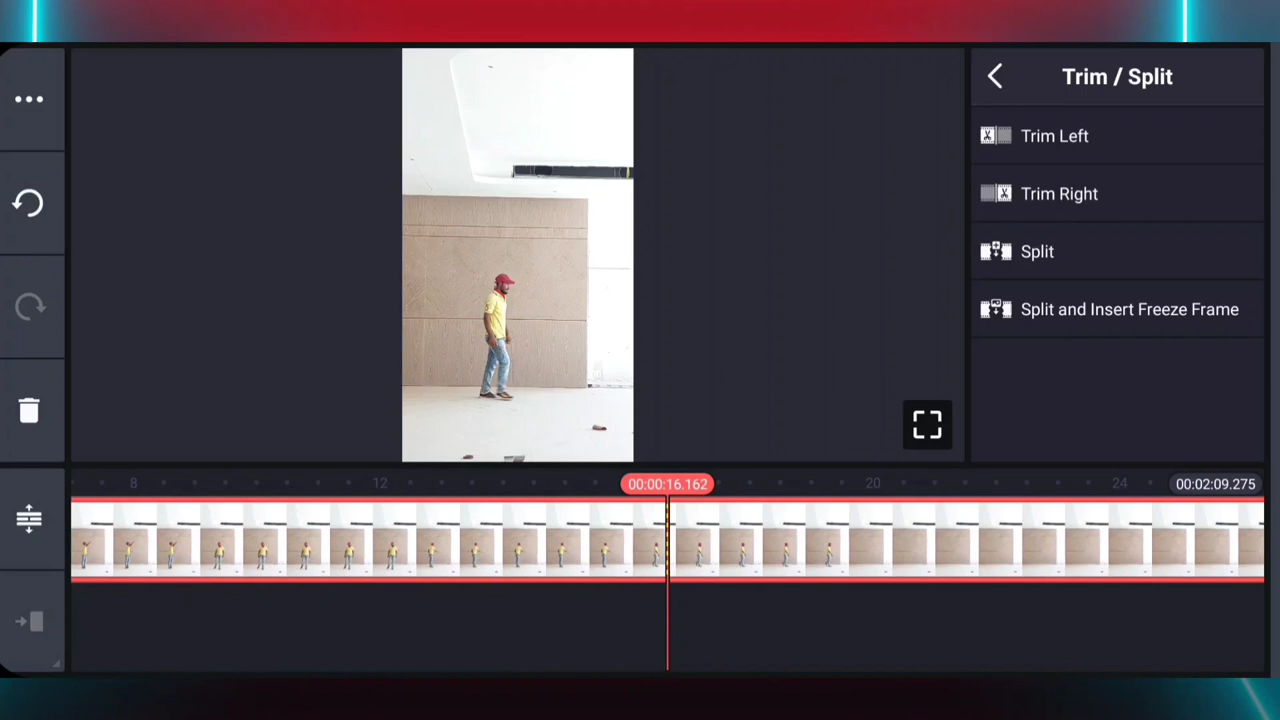 Trim / Split
Trim Left
Trim Right
Split
Split and Insert Freeze Frame
8
12
00:00:16.162
20
24
00:02:09.275